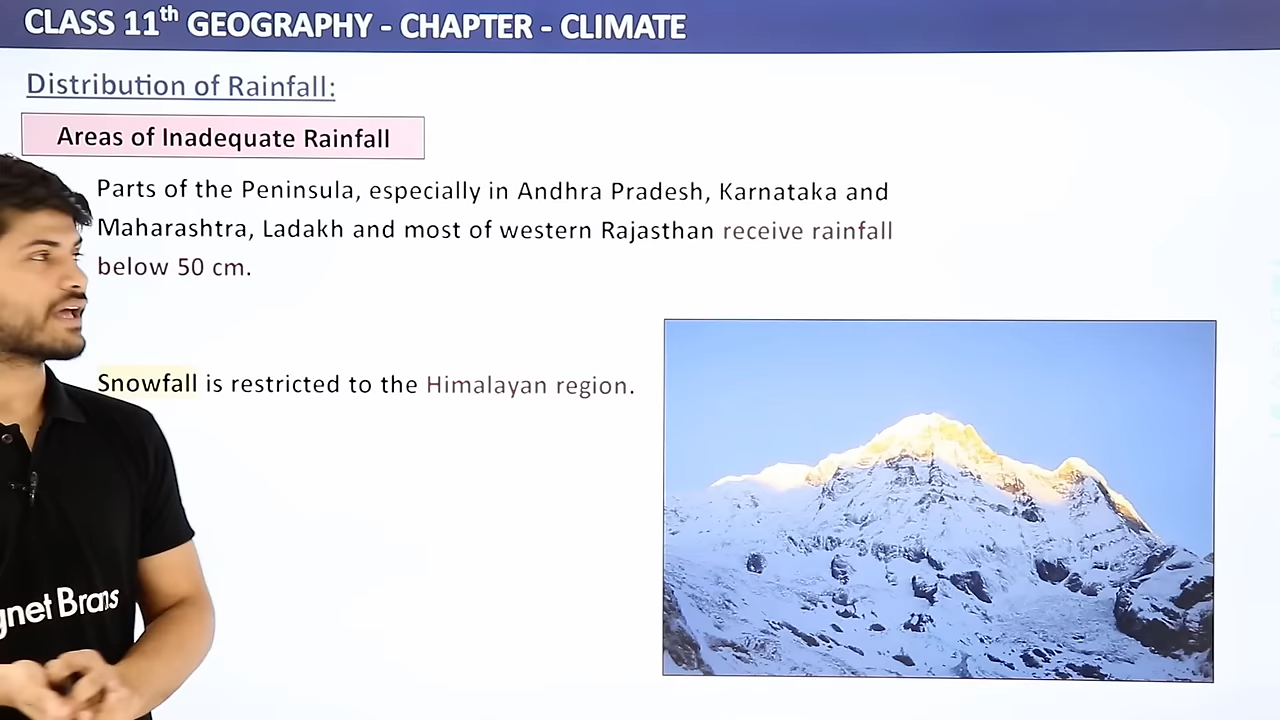 CLASS 11th GEOGRAPHY - CHAPTER - CLIMATE
Distribution of Rainfall:
Areas of Inadequate Rainfall
Parts of the Peninsula, especially in Andhra Pradesh, Karnataka and
Maharashtra, Ladakh and most of western Rajasthan receive rainfall
below 50 cm.
Snowfall is restricted to the Himalayan region.
gnet Brans